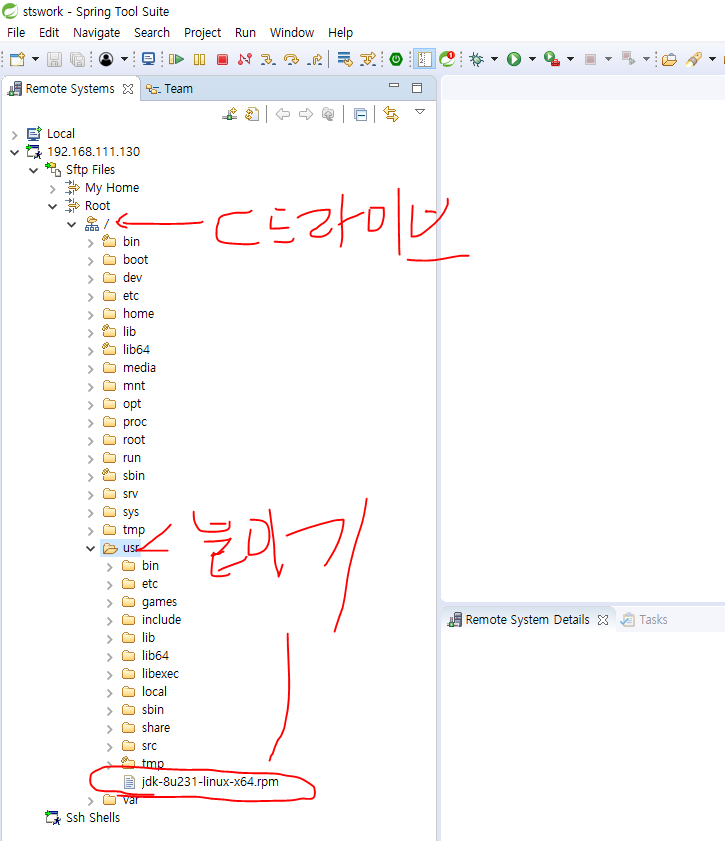 stswork - Spring Tool Suite
File Edit Navigate Search Project Run Window Help
Remote Systems Team
Local
192.168.111.130
Sftp Files
My Home
Root
/ C드라이브
bin
boot
dev
etc
home
lib
lib64
media
mnt
opt
proc
root
run
sbin
srv
sys
tmp
usr 붙여넣기
bin
etc
games
include
lib
Remote System Details Tasks
lib64
libexec
local
sbin
share
src
tmp
jdk-8u231-linux-x64.rpm
var
Ssh Shells